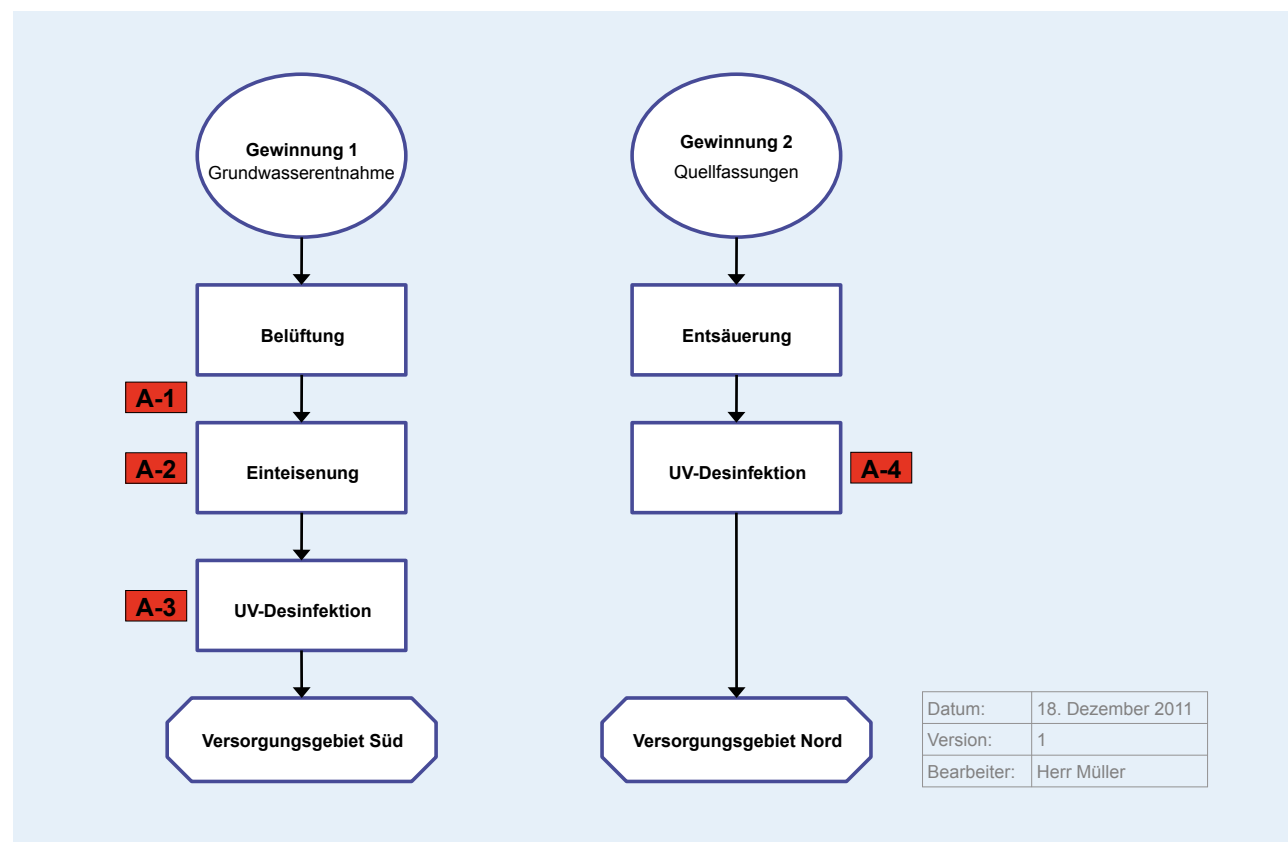 Gewinnung 1
Grundwasserentnahme
Belüftung
A-1
A-2
Einteisenung
A-3
UV-Desinfektion
Versorgungsgebiet Süd
Gewinnung 2
Quellfassungen
Entsäuerung
UV-Desinfektion
A-4
Versorgungsgebiet Nord
Datum: 18. Dezember 2011
Version: 1
Bearbeiter: Herr Müller